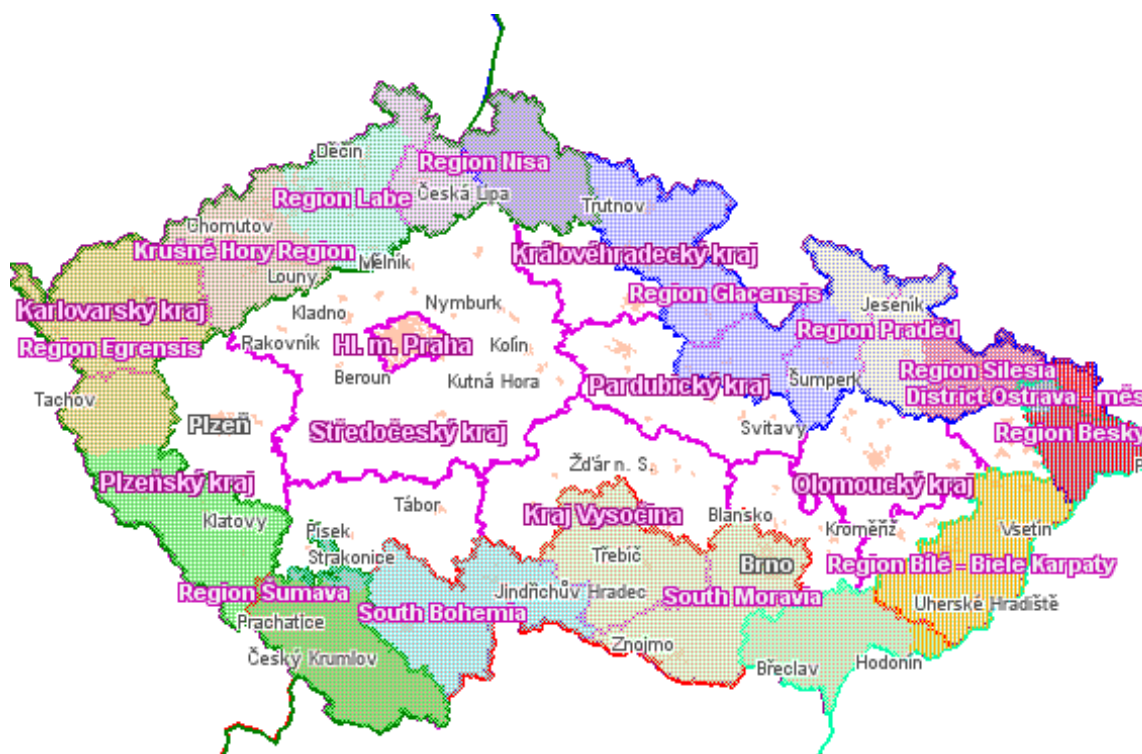 Děčín
Region Nisa
Česká Lípa
Region Labe
Trutnov
Chomutov
Krušné Hory Region
Královéhradecký kraj
Louny
Mělník
Region Glacensis
Jeseník
Karlovarský kraj
Nymburk
Kladno
Region Praded
Rakovník
Hl. m. Praha
Kolín
Region Egrensis
Beroun
Kutná Hora
Pardubický kraj
Šumperk
Region Silesia
District Ostrava - měs
Tachov
Plzeň
Středočeský kraj
Svitavy
Region Besky
Žďár n. S.
Plzeňský kraj
Olomoucký kraj
Tábor
Kraj Vysočina
Blansko
Klatovy
Písek
Kroměříž
Vsetín
Strakonice
Třebíč
Brno
Region Bílé - Biele Karpaty
Region Šumava
Jindřichův Hradec
South Bohemia
South Moravia
Uherské Hradiště
Prachatice
Znojmo
Český Krumlov
Břeclav
Hodonín